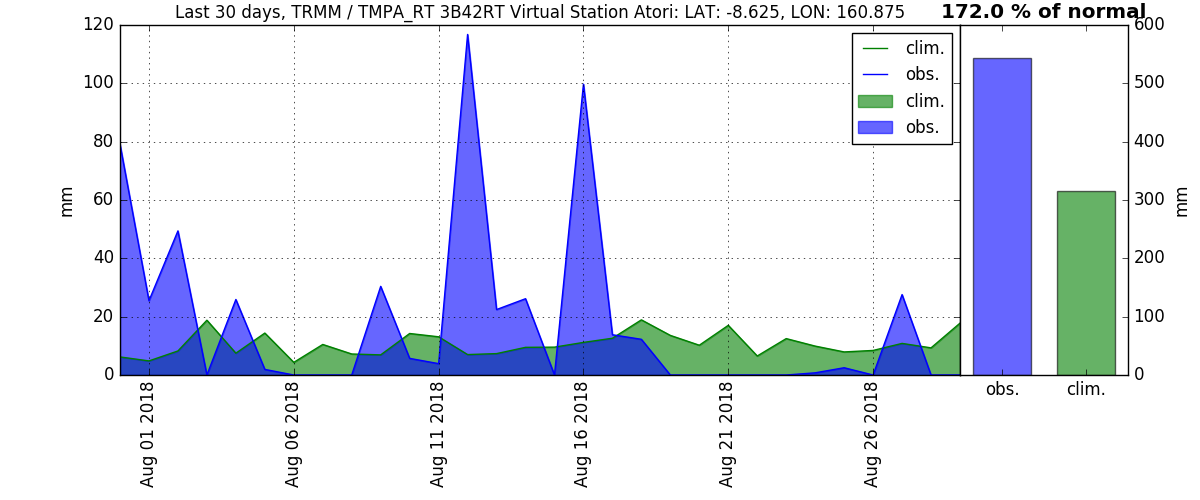 Last 30 days, TRMM / TMPA_RT 3B42RT Virtual Station Atori: LAT: -8.625, LON: 160.875
172.0 % of normal
120
100
80
60
40
20
0
mm
clim.
obs.
clim.
obs.
Aug 01 2018
Aug 06 2018
Aug 11 2018
Aug 16 2018
Aug 21 2018
Aug 26 2018
600
500
400
300
200
100
0
mm
obs.
clim.